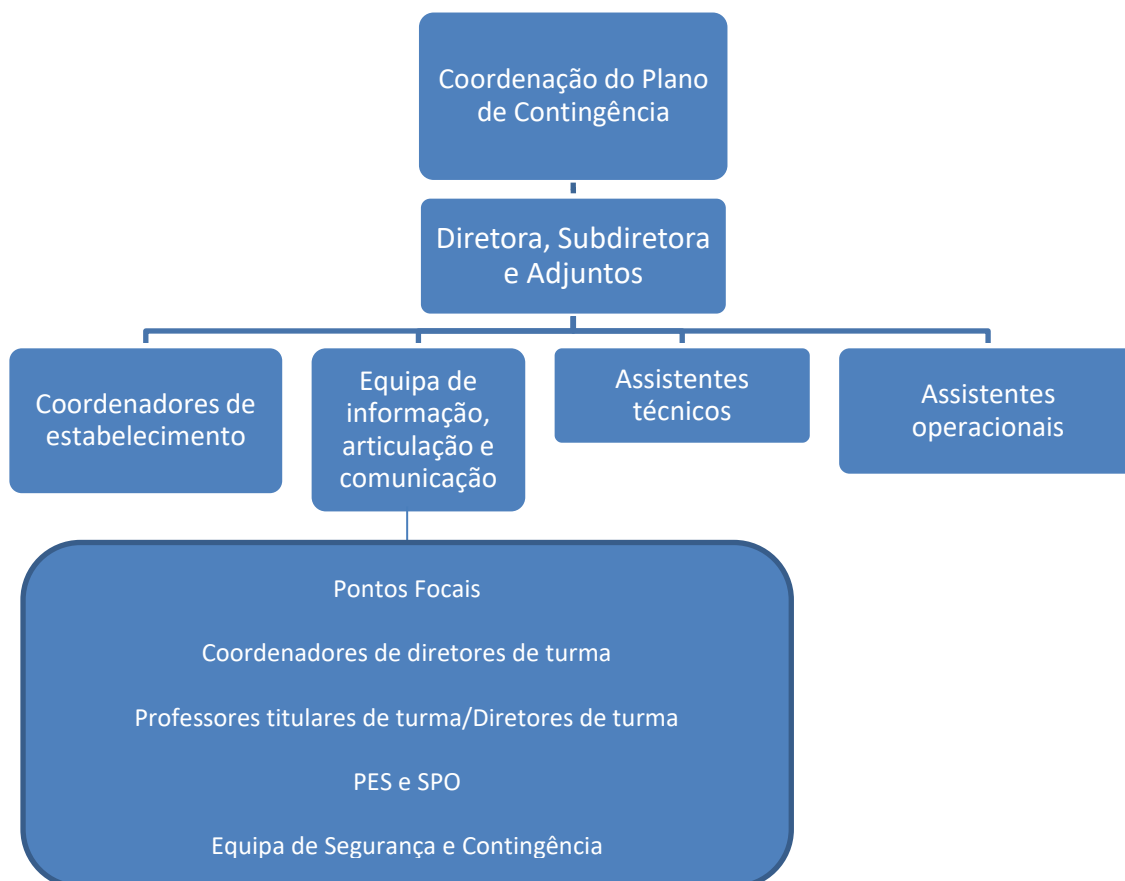 Coordenação do Plano
de Contingência
Diretora, Subdiretora
e Adjuntos
Coordenadores de
estabelecimento
Equipa de
informação,
articulação e
comunicação
Assistentes
técnicos
Assistentes
operacionais
Pontos Focais
Coordenadores de diretores de turma
Professores titulares de turma/Diretores de turma
PES e SPO
Equipa de Segurança e Contingência